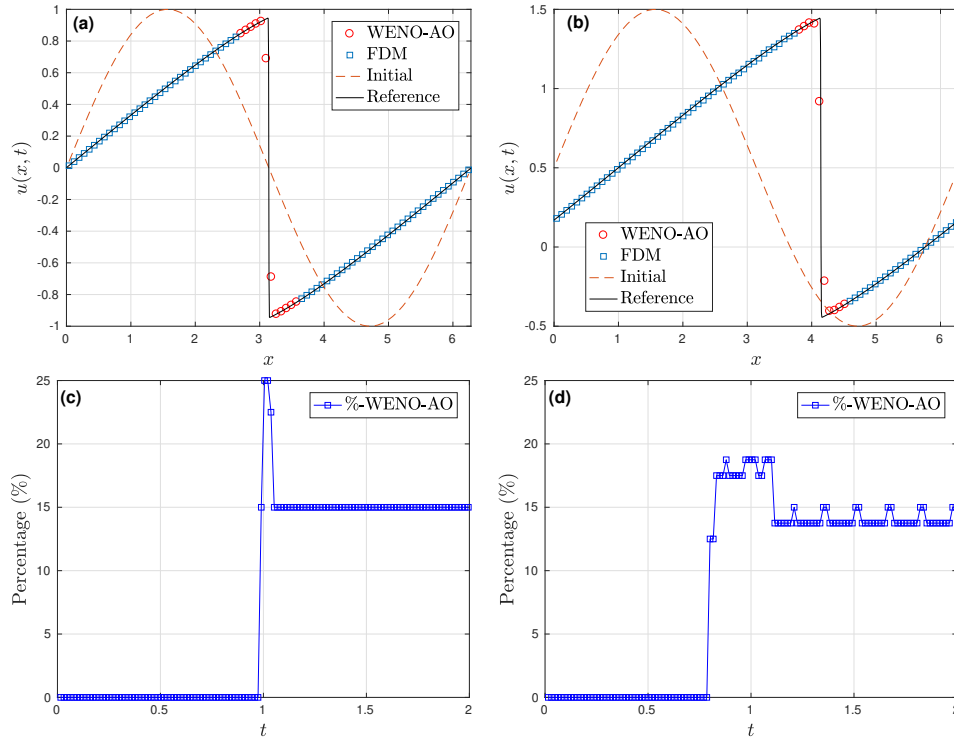 (a)
WENO-AO
FDM
Initial
Reference
u(x, t)
1
0.8
0.6
0.4
0.2
0
-0.2
-0.4
-0.6
-0.8
-1
0 1 2 3 4 5 6
x
(b)
WENO-AO
FDM
Initial
Reference
u(x, t)
1.5
1
0.5
0
-0.5
0 1 2 3 4 5 6
x
(c)
%-WENO-AO
Percentage (%)
25
20
15
10
5
0
0 0.5 1 1.5 2
t
(d)
%-WENO-AO
Percentage (%)
25
20
15
10
5
0
0 0.5 1 1.5 2
t